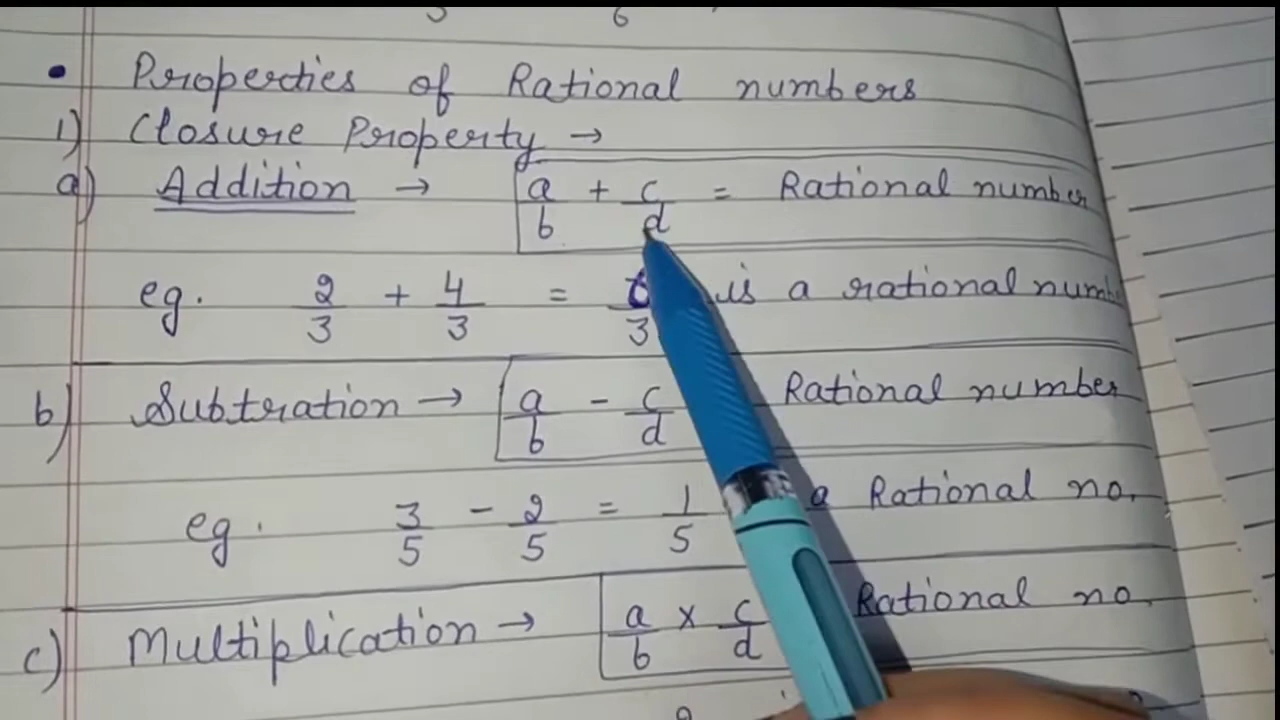 • Properties of Rational numbers
1) Closure Property →
a) Addition → a/b + c/d = Rational number
eg. 2/3 + 4/3 = 6/3 is a rational
b) Subtration → a/b - c/d Rational number
eg. 3/5 - 2/5 = 1/5 a Rational no.
c) Multiplication → a/b x c/d Rational no.